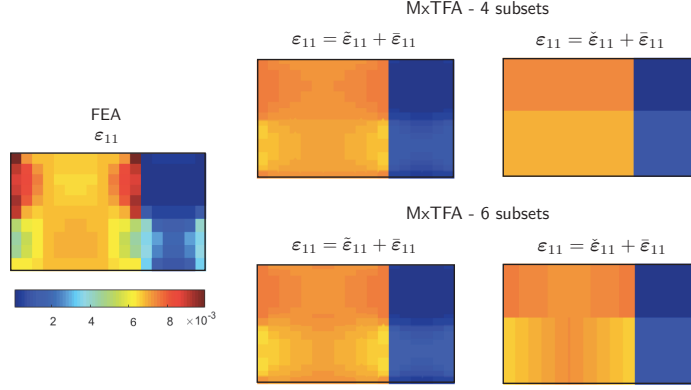 MxTFA - 4 subsets
ε₁₁ = ε̃₁₁ + ε̄₁₁
ε₁₁ = ε̌₁₁ + ε̄₁₁
FEA
ε₁₁
MxTFA - 6 subsets
ε₁₁ = ε̃₁₁ + ε̄₁₁
ε₁₁ = ε̌₁₁ + ε̄₁₁
2 4 6 8 ×10⁻³